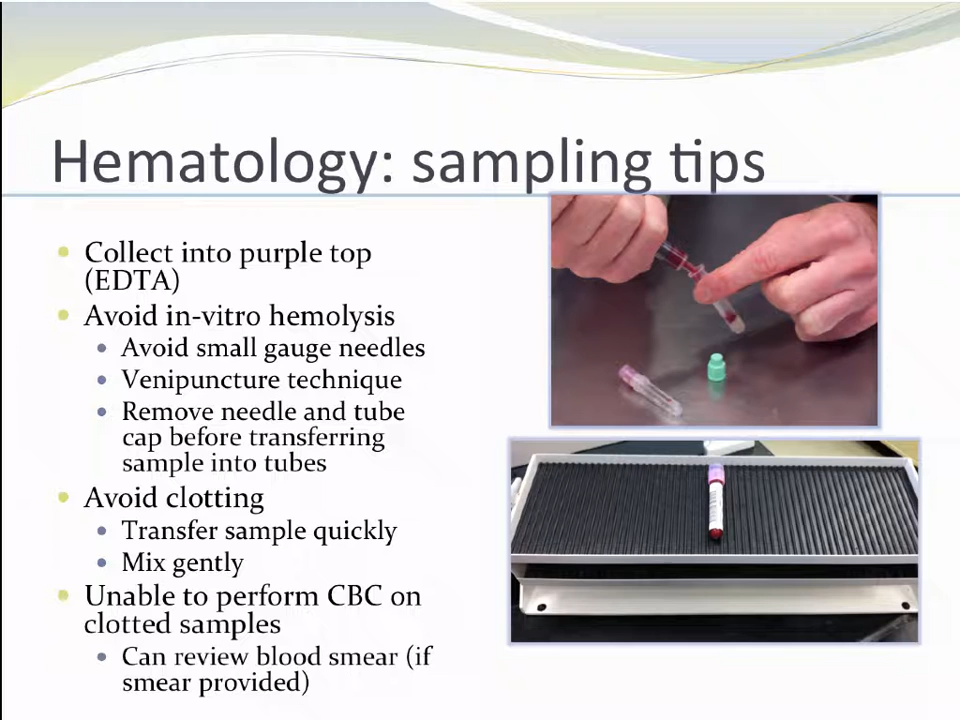 Hematology: sampling tips
Collect into purple top
(EDTA)
Avoid in-vitro hemolysis
Avoid small gauge needles
Venipuncture technique
Remove needle and tube
cap before transferring
sample into tubes
Avoid clotting
Transfer sample quickly
Mix gently
Unable to perform CBC on
clotted samples
Can review blood smear (if
smear provided)